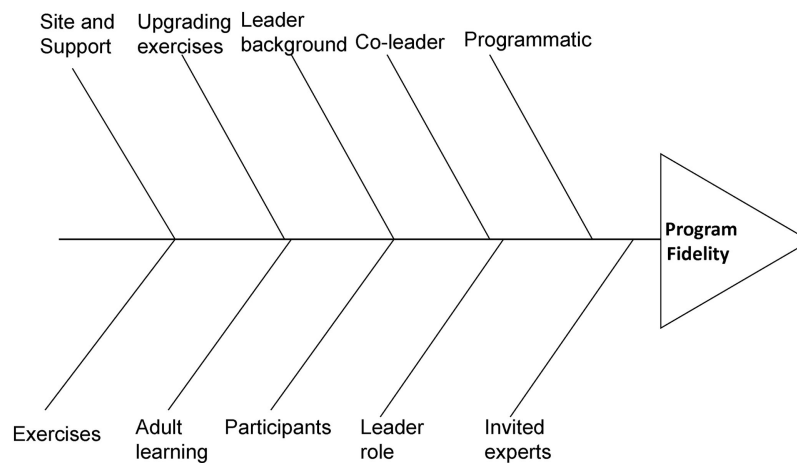 Site and
Support
Upgrading
exercises
Leader
background
Co-leader
Programmatic
Program
Fidelity
Exercises
Adult
learning
Participants
Leader
role
Invited
experts